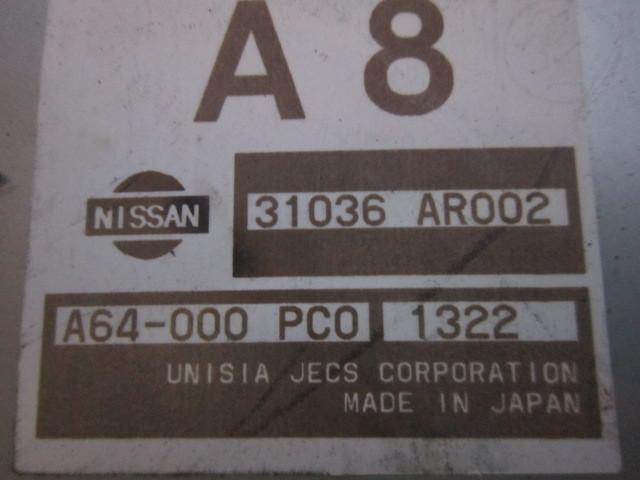 A 8
NISSAN
31036 AR002
A64-000 PC0 1322
UNISIA JECS CORPORATION
MADE IN JAPAN